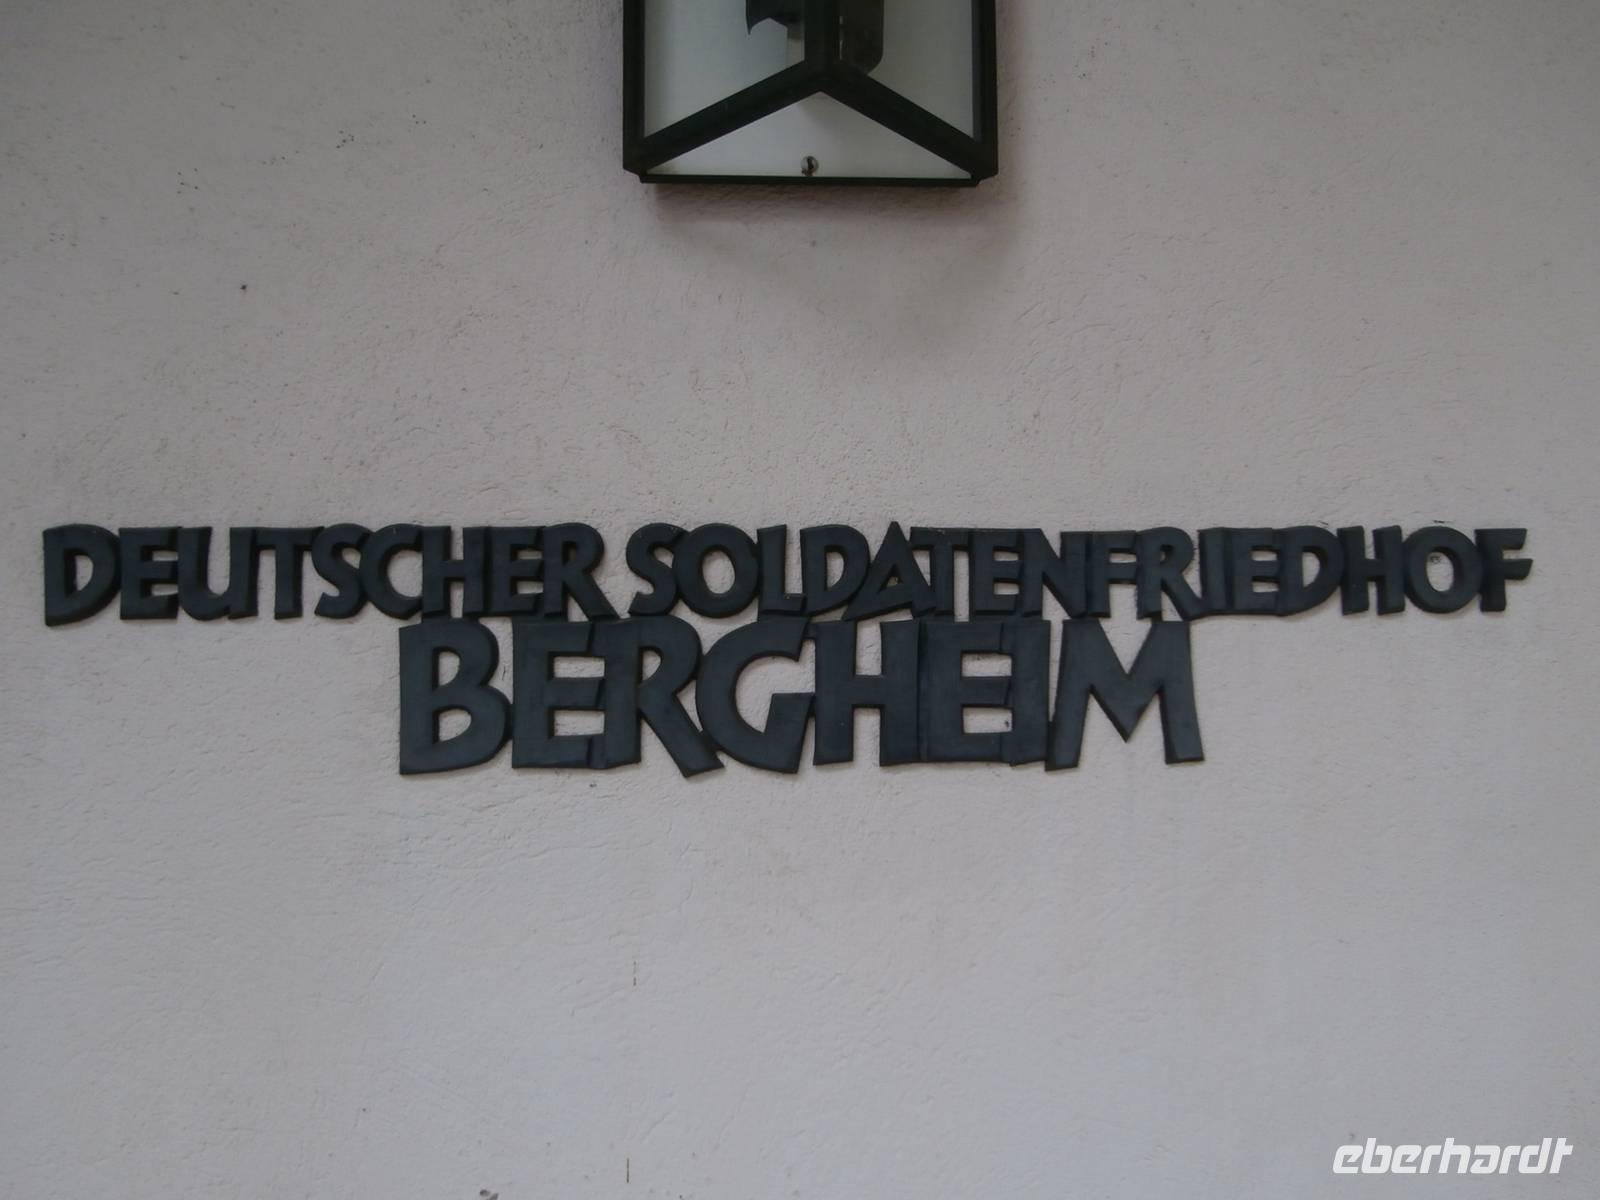 DEUTSCHER SOLDATENFRIEDHOF
BERGHEIM
eberhardt